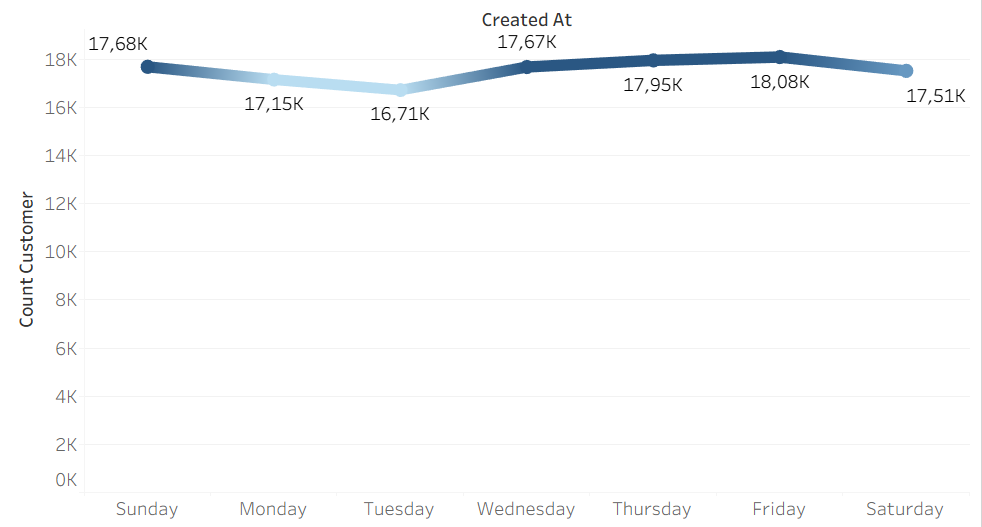 Created At
17,68K
17,15K
16,71K
17,67K
17,95K
18,08K
17,51K
Count Customer
18K
16K
14K
12K
10K
8K
6K
4K
2K
0K
Sunday
Monday
Tuesday
Wednesday
Thursday
Friday
Saturday